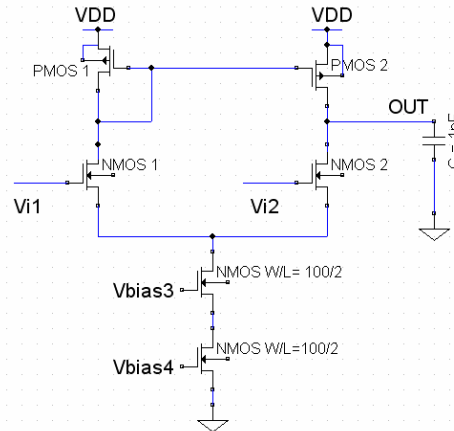 VDD
VDD
PMOS 1
PMOS 2
OUT
NMOS 1
NMOS 2
Vi1
Vi2
NMOS W/L= 100/2
Vbias3
NMOS W/L=100/2
Vbias4